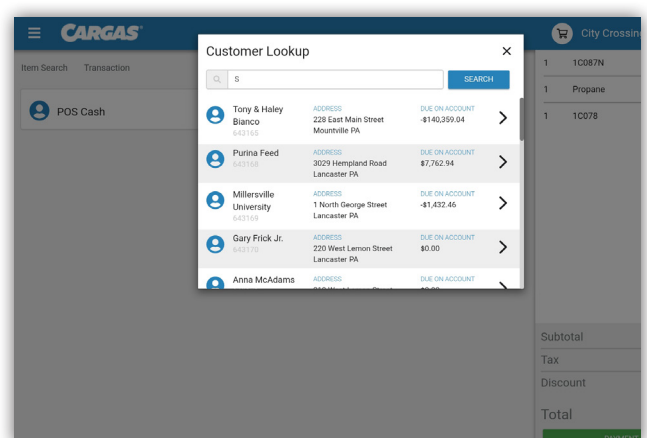 CARGAS
City Crossing
Item Search Transaction
POS Cash
Customer Lookup
S
SEARCH
Tony & Haley
Bianco
643165
ADDRESS
228 East Main Street
Mountville PA
DUE ON ACCOUNT
-$140,359.04
Purina Feed
643168
ADDRESS
3029 Hempland Road
Lancaster PA
DUE ON ACCOUNT
$7,762.94
Millersville
University
643169
ADDRESS
1 North George Street
Lancaster PA
DUE ON ACCOUNT
-$1,432.46
Gary Frick Jr.
643170
ADDRESS
220 West Lemon Street
Lancaster PA
DUE ON ACCOUNT
$0.00
Anna McAdams
ADDRESS
DUE ON ACCOUNT
1 1C087N
1 Propane
1 1C078
Subtotal
Tax
Discount
Total
PAYMENT